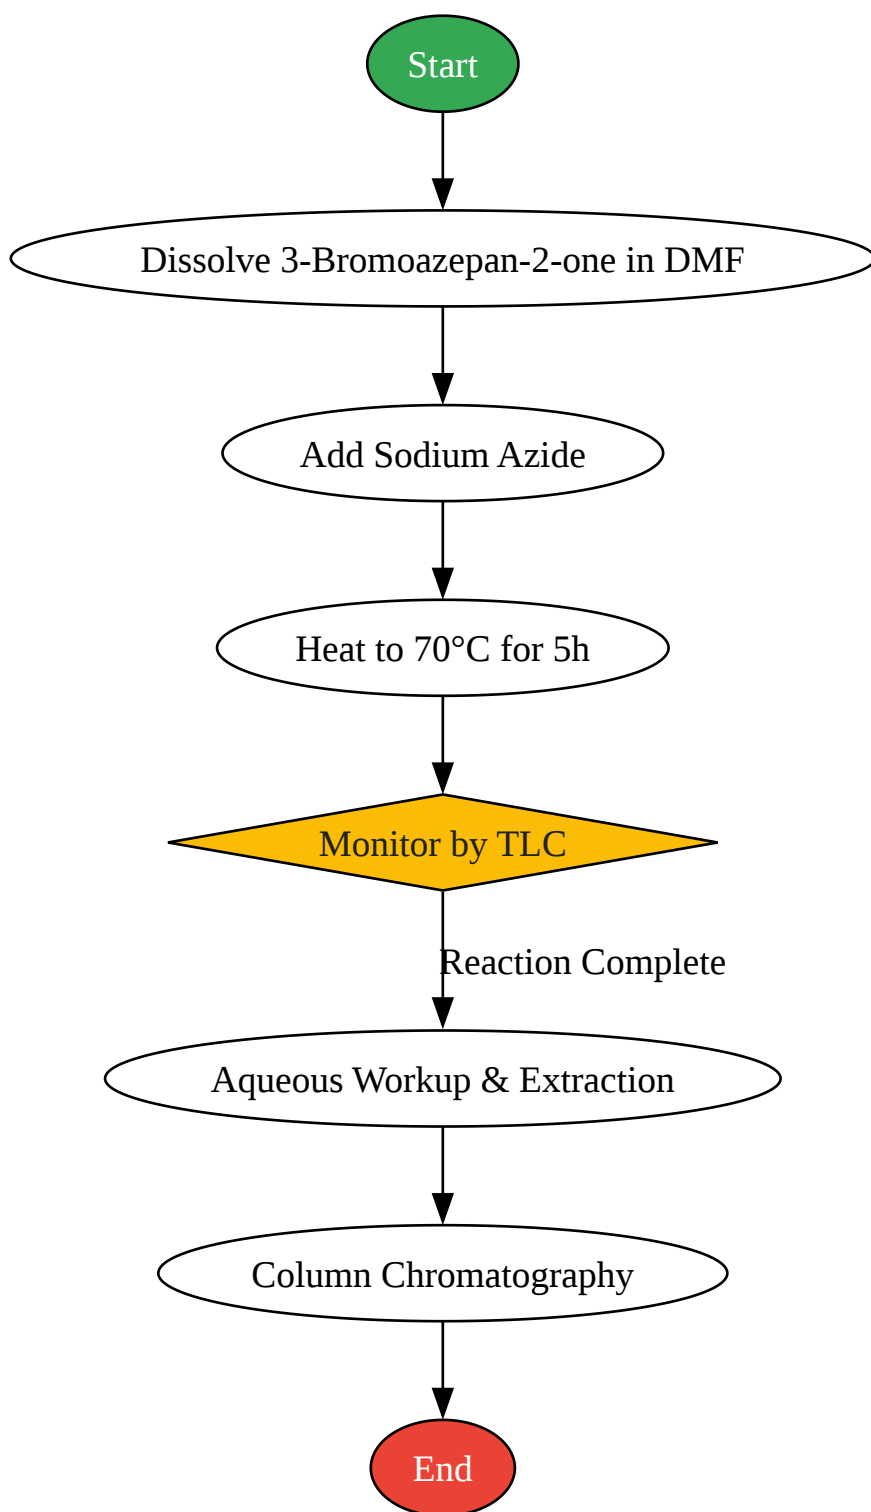 Start
Dissolve 3-Bromoazepan-2-one in DMF
Add Sodium Azide
Heat to 70°C for 5h
Monitor by TLC
Reaction Complete
Aqueous Workup & Extraction
Column Chromatography
End